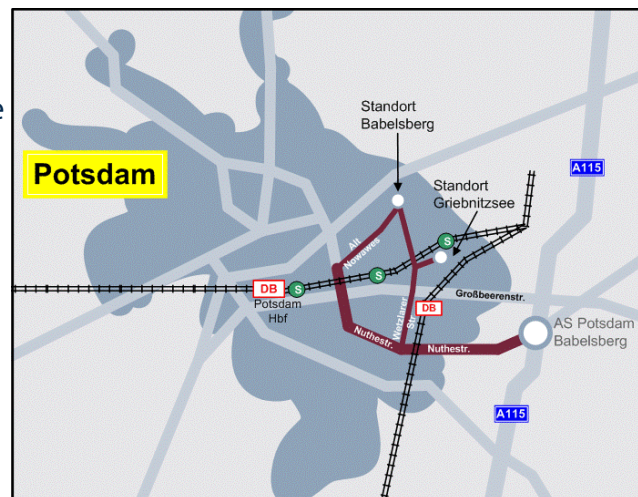 e
Potsdam
Standort
Babelsberg
A115
Standort
Griebnitzsee
Alt
Nowawes
S
S
DB
S
Potsdam
Hbf
Großbeerenstr.
DB
Wetzlarer
Str.
Nuthestr.
Nuthestr.
AS Potsdam
Babelsberg
A115